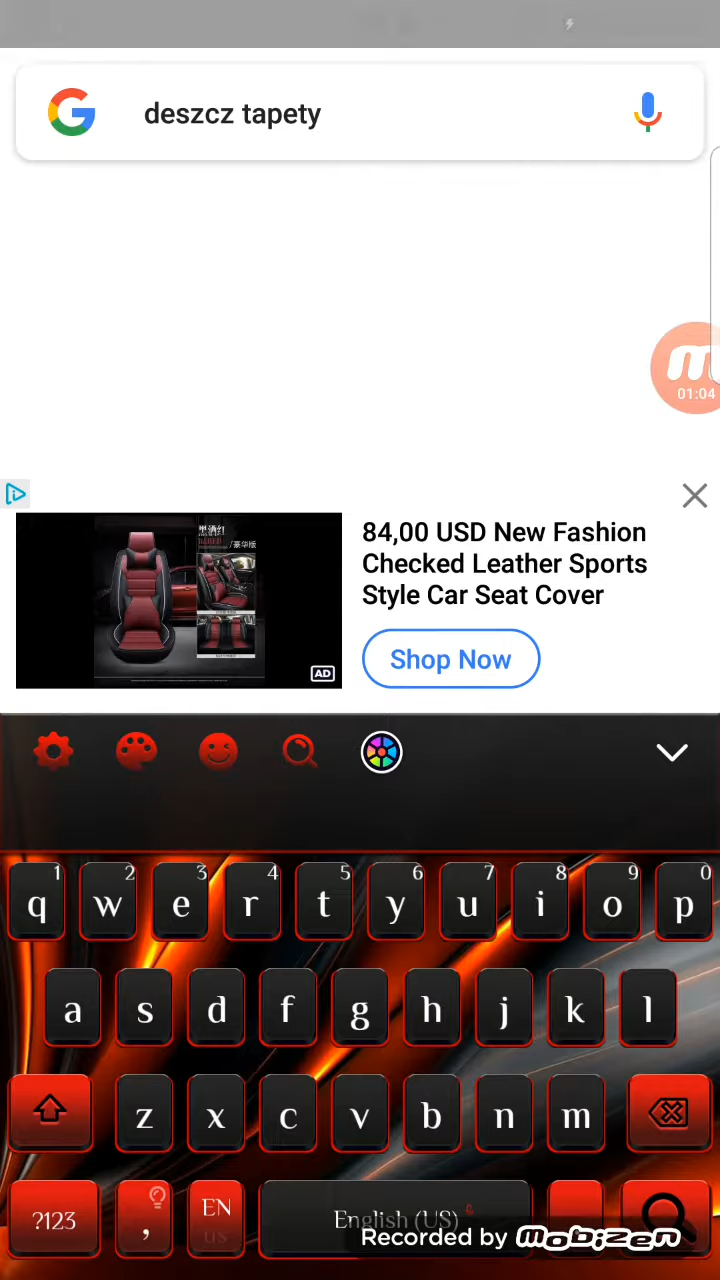 deszcz tapety
01:04
84,00 USD New Fashion
Checked Leather Sports
Style Car Seat Cover
AD
Shop Now
1 2 3 4 5 6 7 8 9 0
q w e r t y u i o p
a s d f g h j k l
z x c v b n m
?123 , EN
us
English (US)
Recorded by mobizen